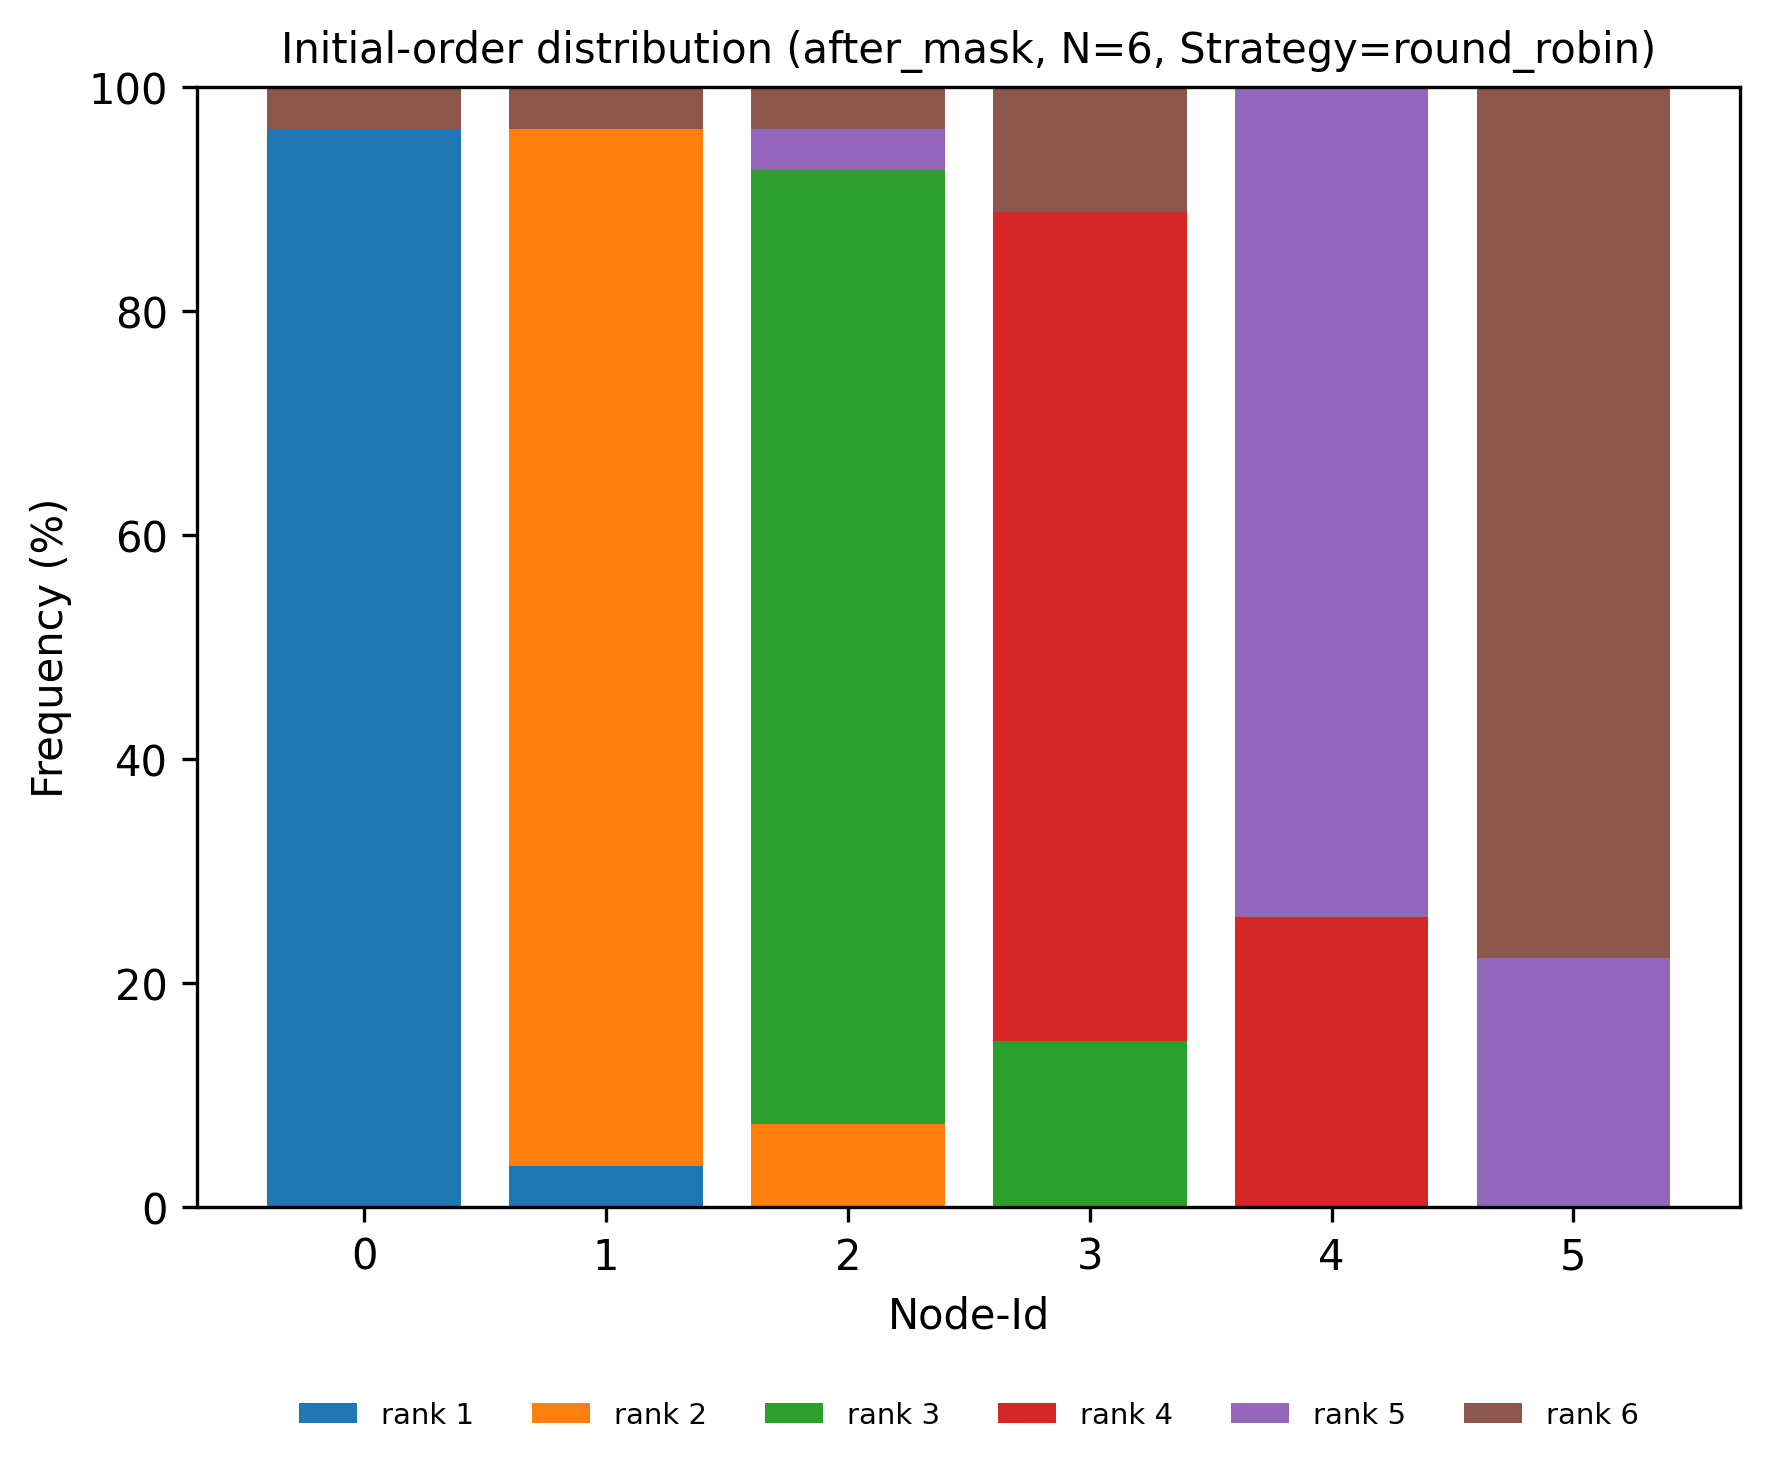 Initial-order distribution (after_mask, N=6, Strategy=round_robin)
100
80
60
40
20
0
Frequency (%)
0 1 2 3 4 5
Node-Id
rank 1 rank 2 rank 3 rank 4 rank 5 rank 6